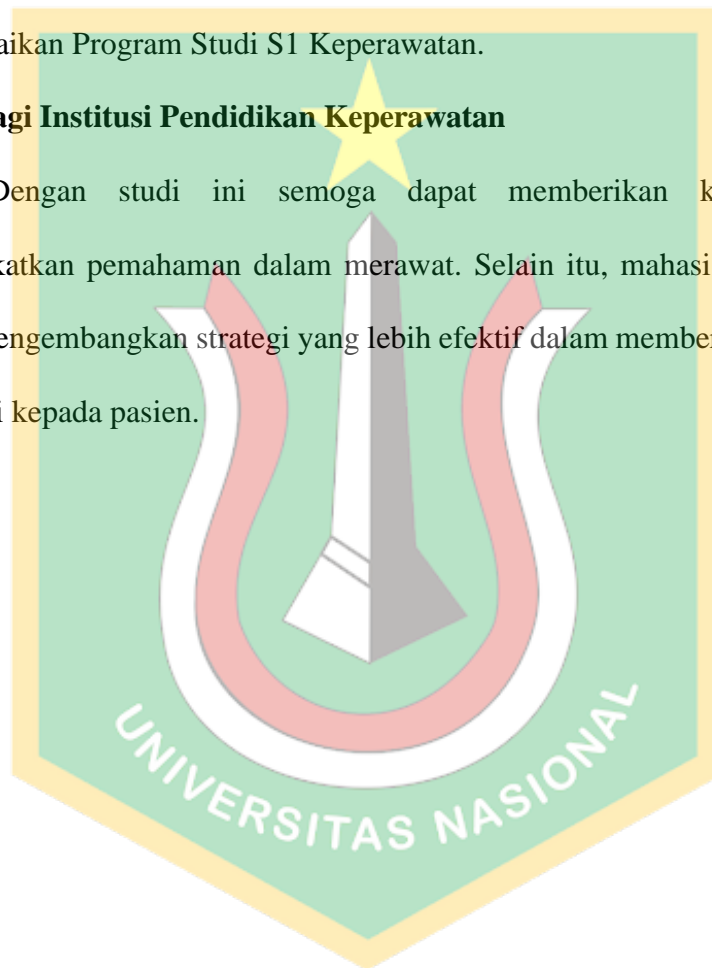 aikan Program Studi S1 Keperawatan.
agi Institusi Pendidikan Keperawatan
Dengan studi ini semoga dapat memberikan k
katkan pemahaman dalam merawat. Selain itu, mahasi
engembangkan strategi yang lebih efektif dalam member
i kepada pasien.
UNIVERSITAS NASIONAL